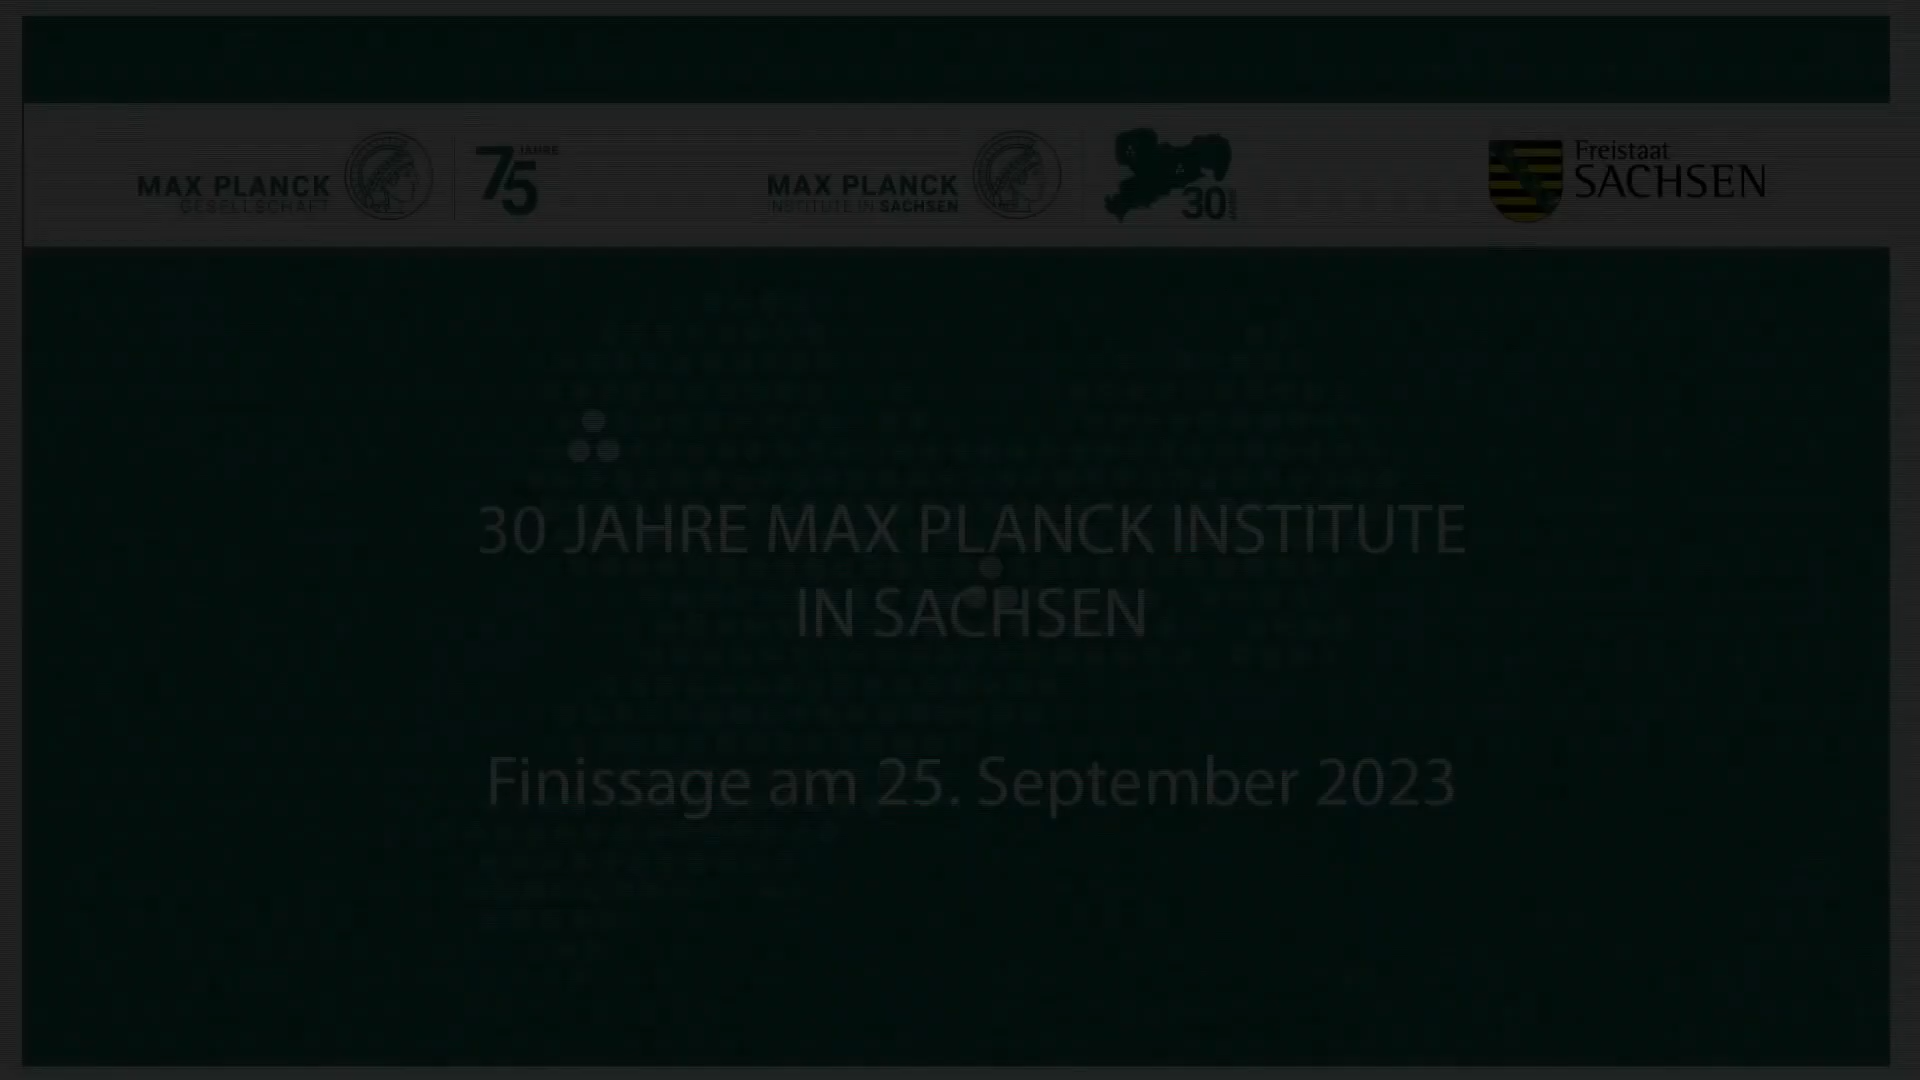 MAX PLANCK
GESELLSCHAFT
75
JAHRE
MAX PLANCK
INSTITUTE IN SACHSEN
30
JAHRE
Freistaat
SACHSEN
30 JAHRE MAX PLANCK INSTITUTE
IN SACHSEN
Finissage am 25. September 2023